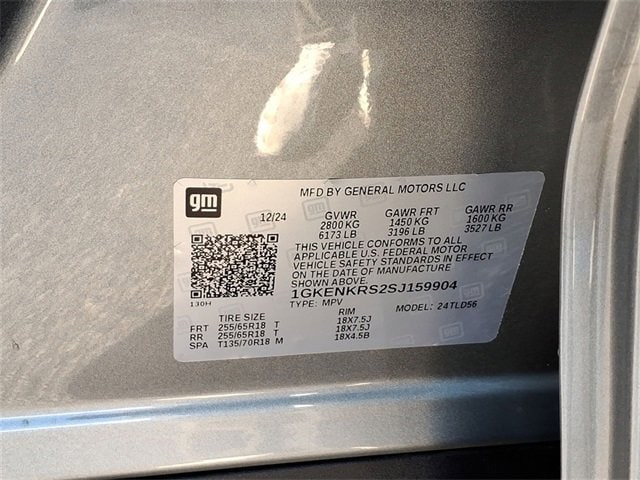 gm
MFD BY GENERAL MOTORS LLC
12/24 GVWR GAWR FRT GAWR RR
2800 KG 1450 KG 1600 KG
6173 LB 3196 LB 3527 LB
THIS VEHICLE CONFORMS TO ALL
APPLICABLE U.S. FEDERAL MOTOR
VEHICLE SAFETY STANDARDS IN EFFECT
ON THE DATE OF MANUFACTURE
SHOWN ABOVE.
1GKENKRS2SJ159904
130H TYPE: MPV MODEL: 24TLD56
TIRE SIZE RIM
FRT 255/65R18 T 18X7.5J
RR 255/65R18 T 18X7.5J
SPA T135/70R18 M 18X4.5B